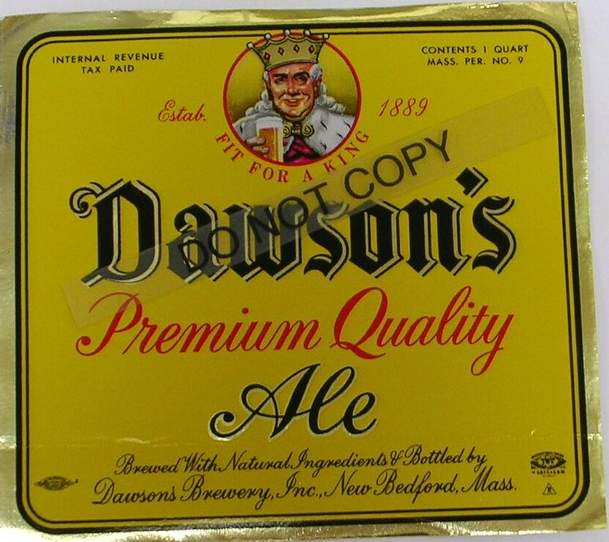 INTERNAL REVENUE
TAX PAID
CONTENTS 1 QUART
MASS. PER. NO. 9
Estab. 1889
FIT FOR A KING
DO NOT COPY
Dawson's
Premium Quality
Ale
Brewed With Natural Ingredients & Bottled by
Dawson's Brewery, Inc., New Bedford, Mass.